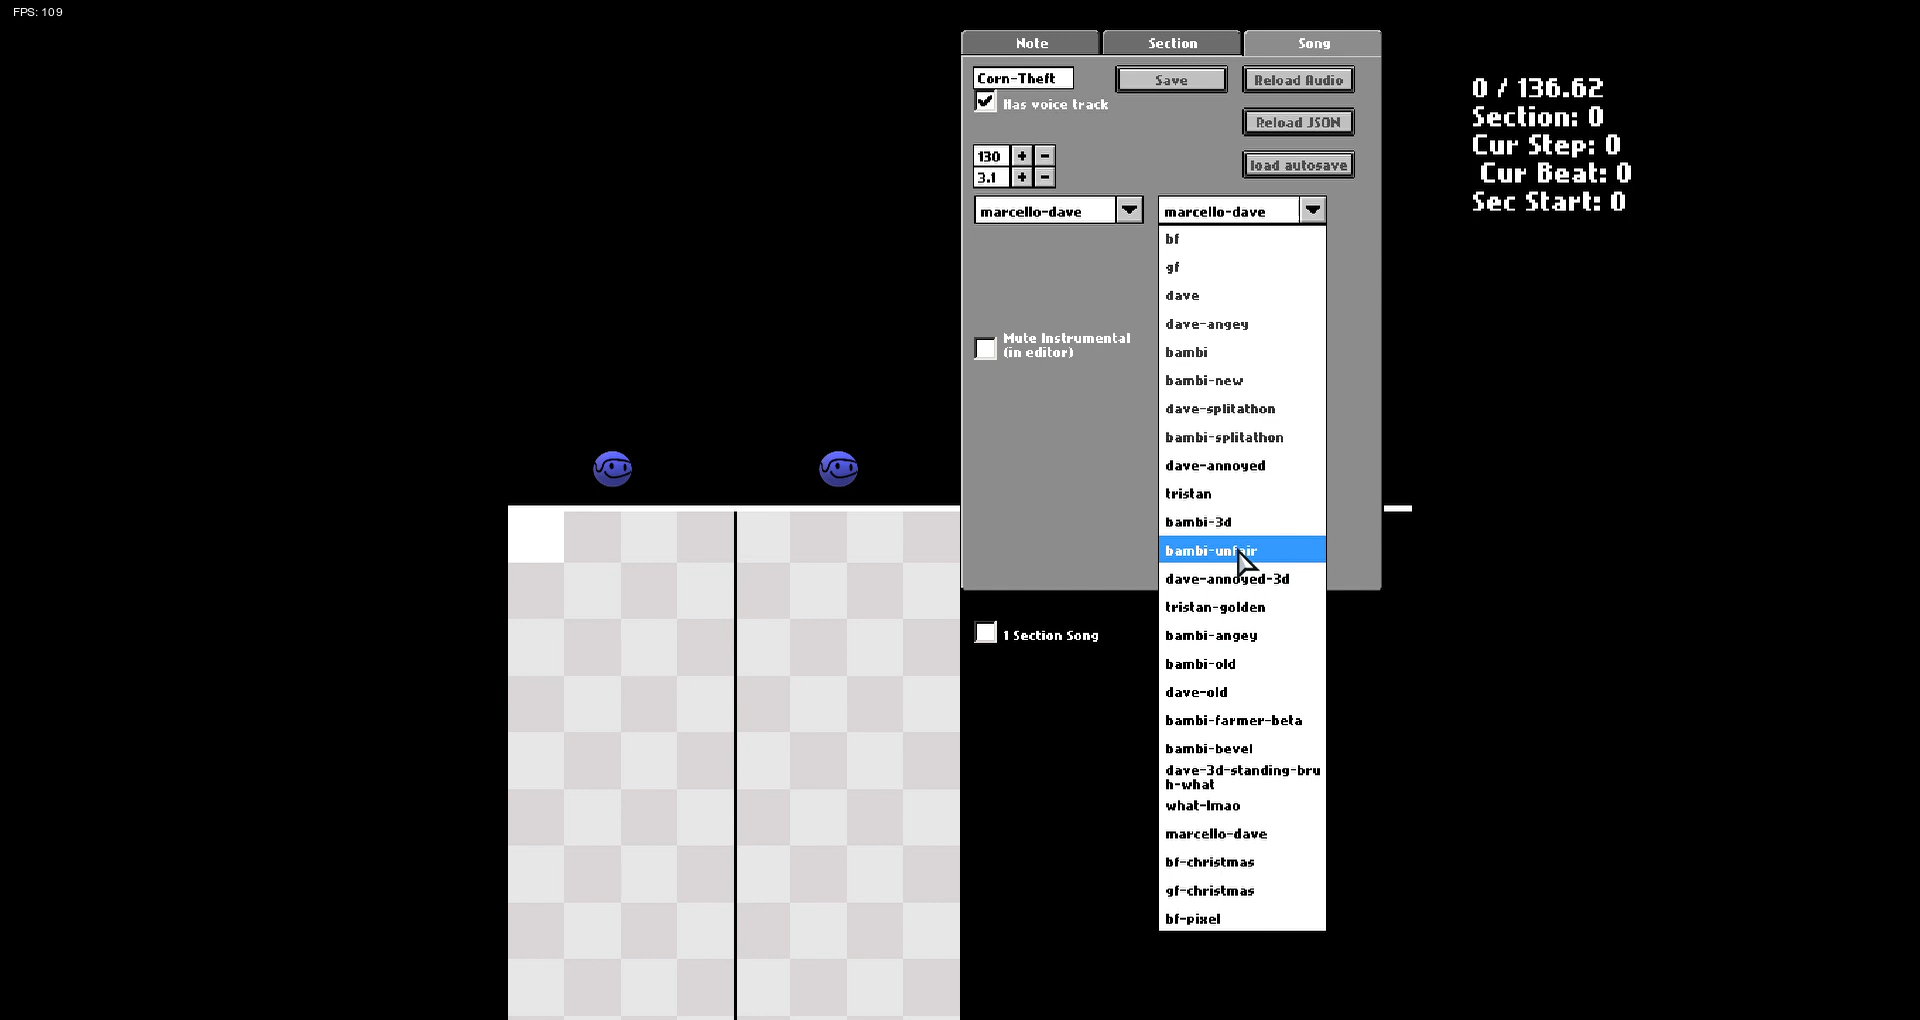 FPS: 109
Note
Section
Song
Corn-Theft
Save
Reload Audio
Has voice track
Reload JSON
130
+
-
load autosave
3.1
+
-
marcello-dave
marcello-dave
bf
gf
dave
dave-angey
bambi
bambi-new
dave-splitathon
bambi-splitathon
dave-annoyed
tristan
bambi-3d
bambi-unfair
dave-annoyed-3d
tristan-golden
bambi-angey
bambi-old
dave-old
bambi-farmer-beta
bambi-bevel
dave-3d-standing-bru
h-what
what-lmao
marcello-dave
bf-christmas
gf-christmas
bf-pixel
Mute Instrumental
(in editor)
1 Section Song
0 / 136.62
Section: 0
Cur Step: 0
Cur Beat: 0
Sec Start: 0